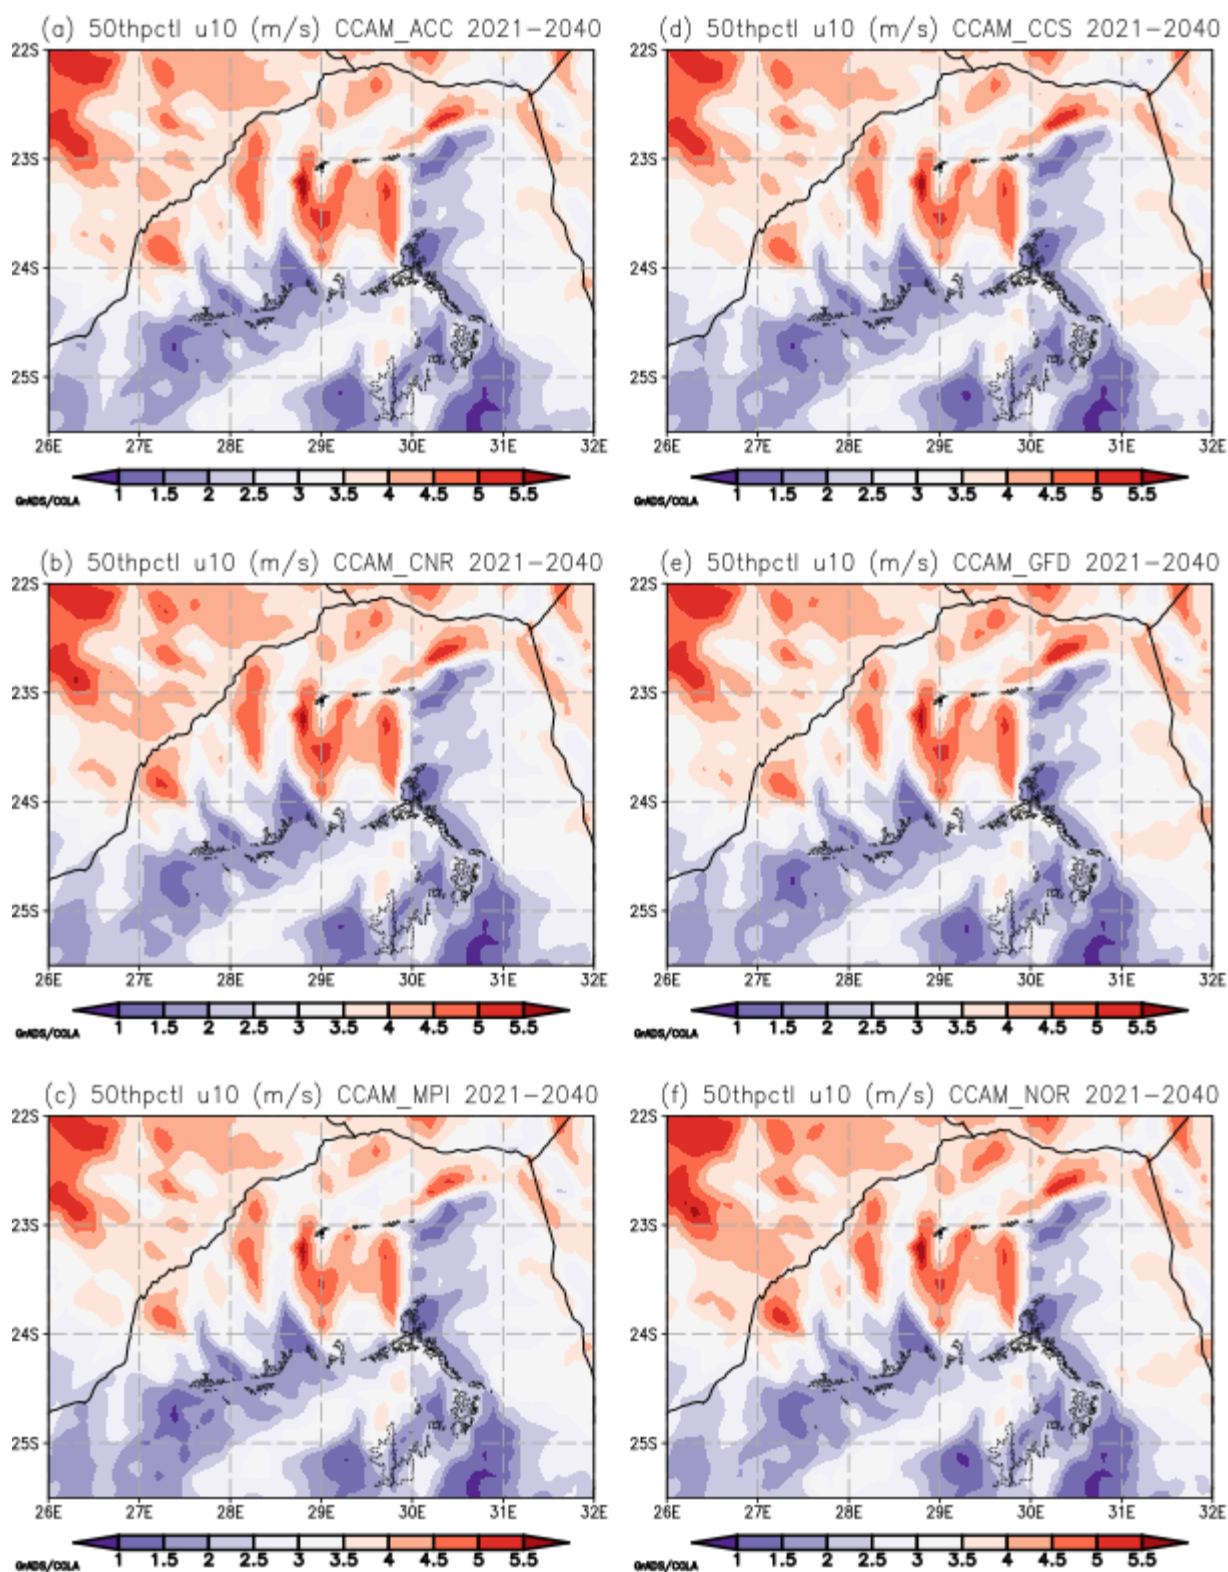 (a) 50thpctl u10 (m/s) CCAM_ACC 2021-2040
22S
23S
24S
25S
26E 27E 28E 29E 30E 31E 32E
1 1.5 2 2.5 3 3.5 4 4.5 5 5.5
GrADS/COLA
(d) 50thpctl u10 (m/s) CCAM_CCS 2021-2040
22S
23S
24S
25S
26E 27E 28E 29E 30E 31E 32E
1 1.5 2 2.5 3 3.5 4 4.5 5 5.5
GrADS/COLA
(b) 50thpctl u10 (m/s) CCAM_CNR 2021-2040
22S
23S
24S
25S
26E 27E 28E 29E 30E 31E 32E
1 1.5 2 2.5 3 3.5 4 4.5 5 5.5
GrADS/COLA
(e) 50thpctl u10 (m/s) CCAM_GFD 2021-2040
22S
23S
24S
25S
26E 27E 28E 29E 30E 31E 32E
1 1.5 2 2.5 3 3.5 4 4.5 5 5.5
GrADS/COLA
(c) 50thpctl u10 (m/s) CCAM_MPI 2021-2040
22S
23S
24S
25S
26E 27E 28E 29E 30E 31E 32E
1 1.5 2 2.5 3 3.5 4 4.5 5 5.5
GrADS/COLA
(f) 50thpctl u10 (m/s) CCAM_NOR 2021-2040
22S
23S
24S
25S
26E 27E 28E 29E 30E 31E 32E
1 1.5 2 2.5 3 3.5 4 4.5 5 5.5
GrADS/COLA